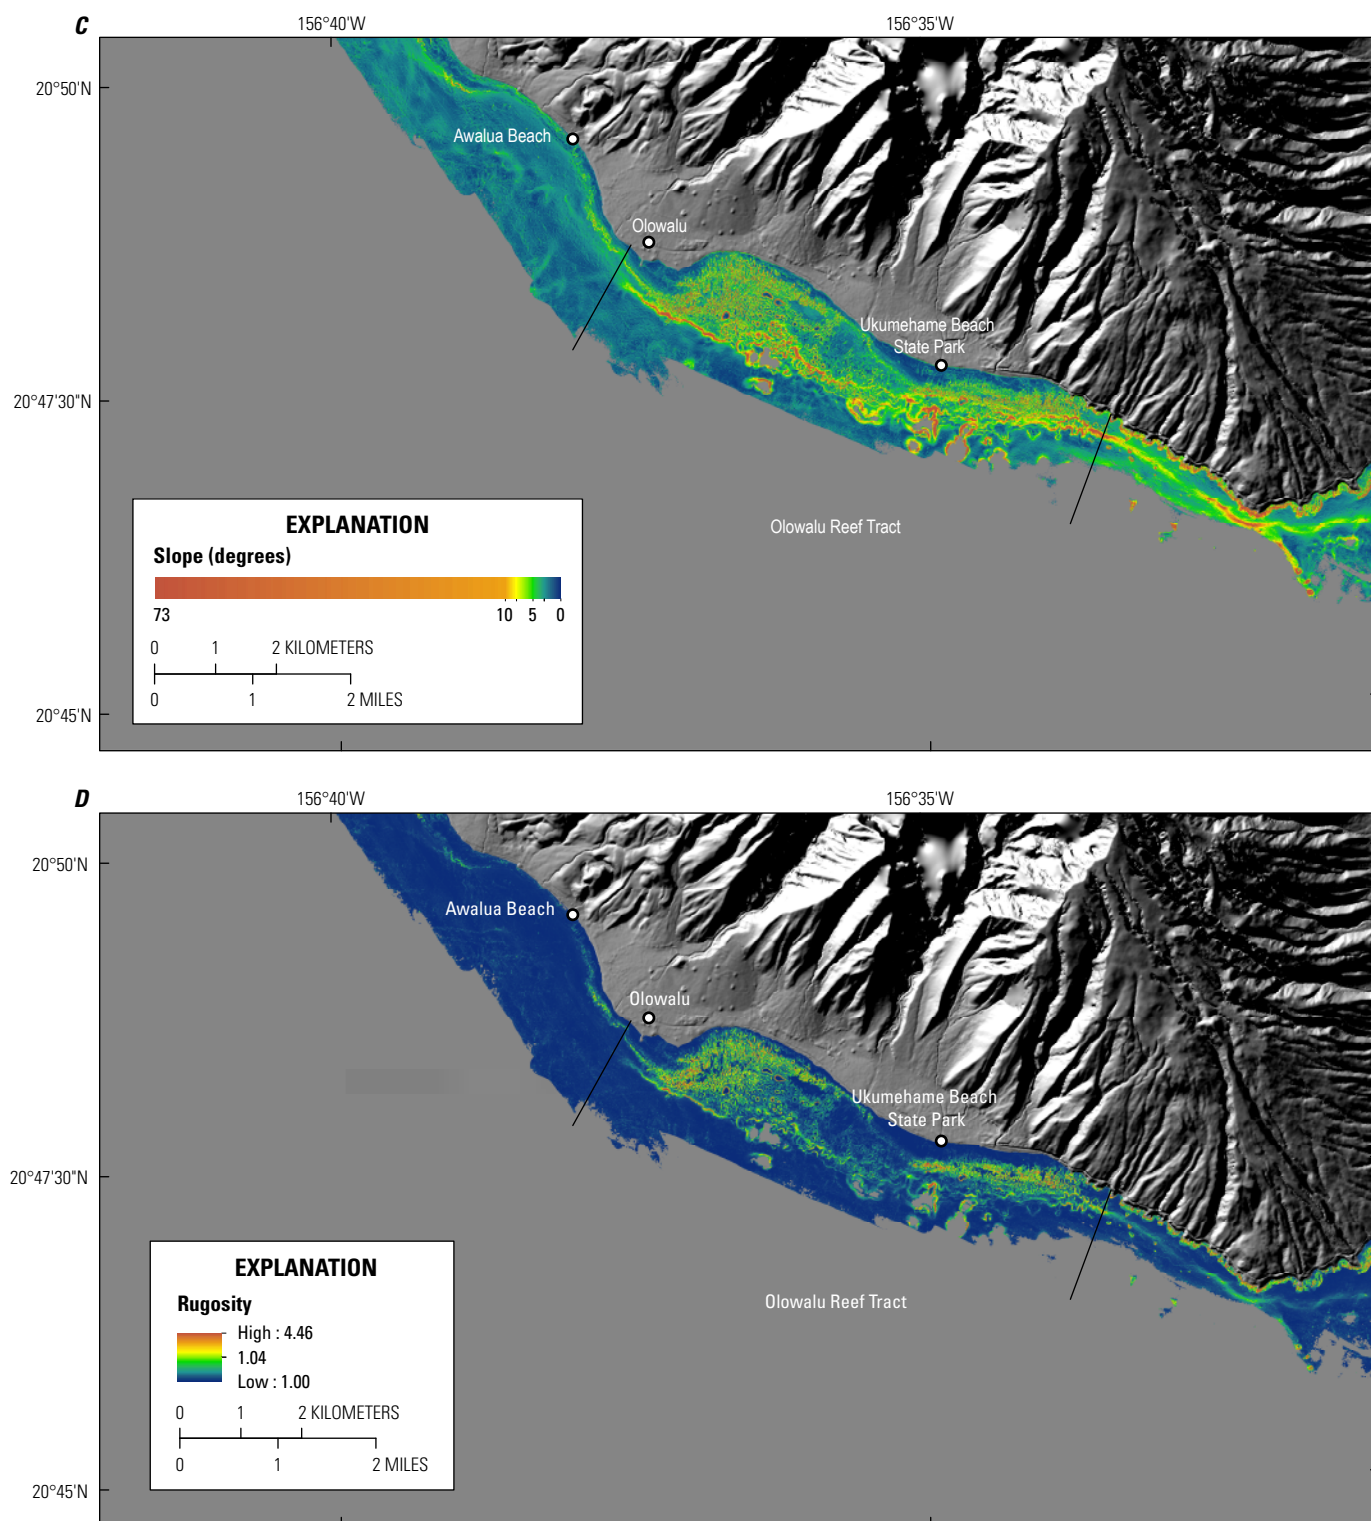 C
156°40'W 156°35'W
20°50'N
Awalua Beach
Olowalu
Ukumehame Beach
State Park
20°47'30"N
Olowalu Reef Tract
EXPLANATION
Slope (degrees)
73 10 5 0
0 1 2 KILOMETERS
0 1 2 MILES
20°45'N
D
156°40'W 156°35'W
20°50'N
Awalua Beach
Olowalu
Ukumehame Beach
State Park
20°47'30"N
Olowalu Reef Tract
EXPLANATION
Rugosity
High : 4.46
1.04
Low : 1.00
0 1 2 KILOMETERS
0 1 2 MILES
20°45'N